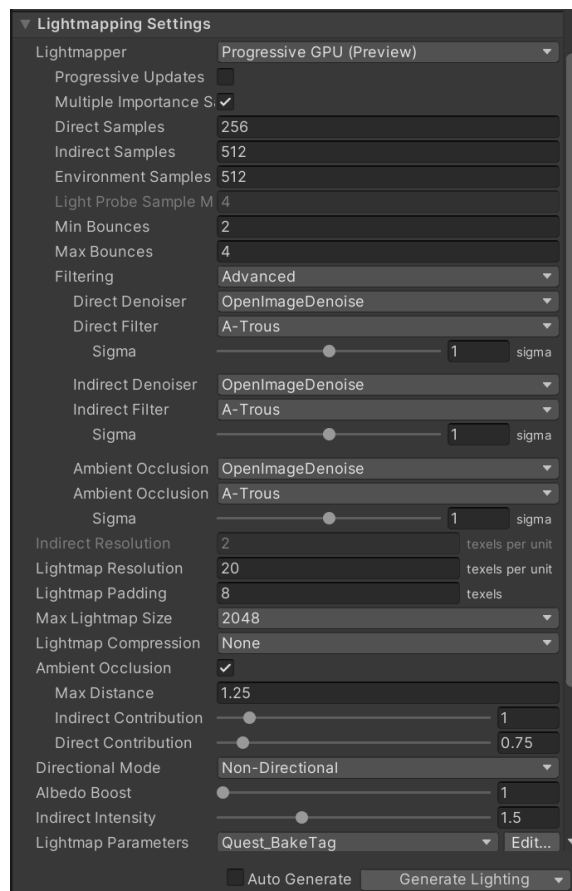 Lightmapping Settings
Lightmapper Progressive GPU (Preview)
Progressive Updates
Multiple Importance S
Direct Samples 256
Indirect Samples 512
Environment Samples 512
Light Probe Sample M 4
Min Bounces 2
Max Bounces 4
Filtering Advanced
Direct Denoiser OpenImageDenoise
Direct Filter A-Trous
Sigma 1 sigma
Indirect Denoiser OpenImageDenoise
Indirect Filter A-Trous
Sigma 1 sigma
Ambient Occlusion OpenImageDenoise
Ambient Occlusion A-Trous
Sigma 1 sigma
Indirect Resolution 2 texels per unit
Lightmap Resolution 20 texels per unit
Lightmap Padding 8 texels
Max Lightmap Size 2048
Lightmap Compression None
Ambient Occlusion
Max Distance 1.25
Indirect Contribution 1
Direct Contribution 0.75
Directional Mode Non-Directional
Albedo Boost 1
Indirect Intensity 1.5
Lightmap Parameters Quest_BakeTag Edit...
Auto Generate Generate Lighting